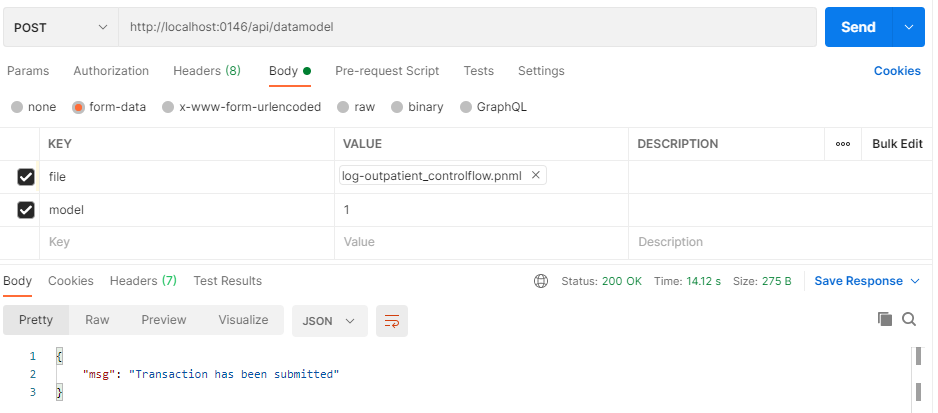 POST http://localhost:0146/api/datamodel Send
Params Authorization Headers (8) Body Pre-request Script Tests Settings Cookies
none form-data x-www-form-urlencoded raw binary GraphQL
KEY VALUE DESCRIPTION ooo Bulk Edit
file log-outpatient_controlflow.pnml ×
model 1
Key Value Description
Body Cookies Headers (7) Test Results Status: 200 OK Time: 14.12 s Size: 275 B Save Response
Pretty Raw Preview Visualize JSON
1 {
2 "msg": "Transaction has been submitted"
3 }